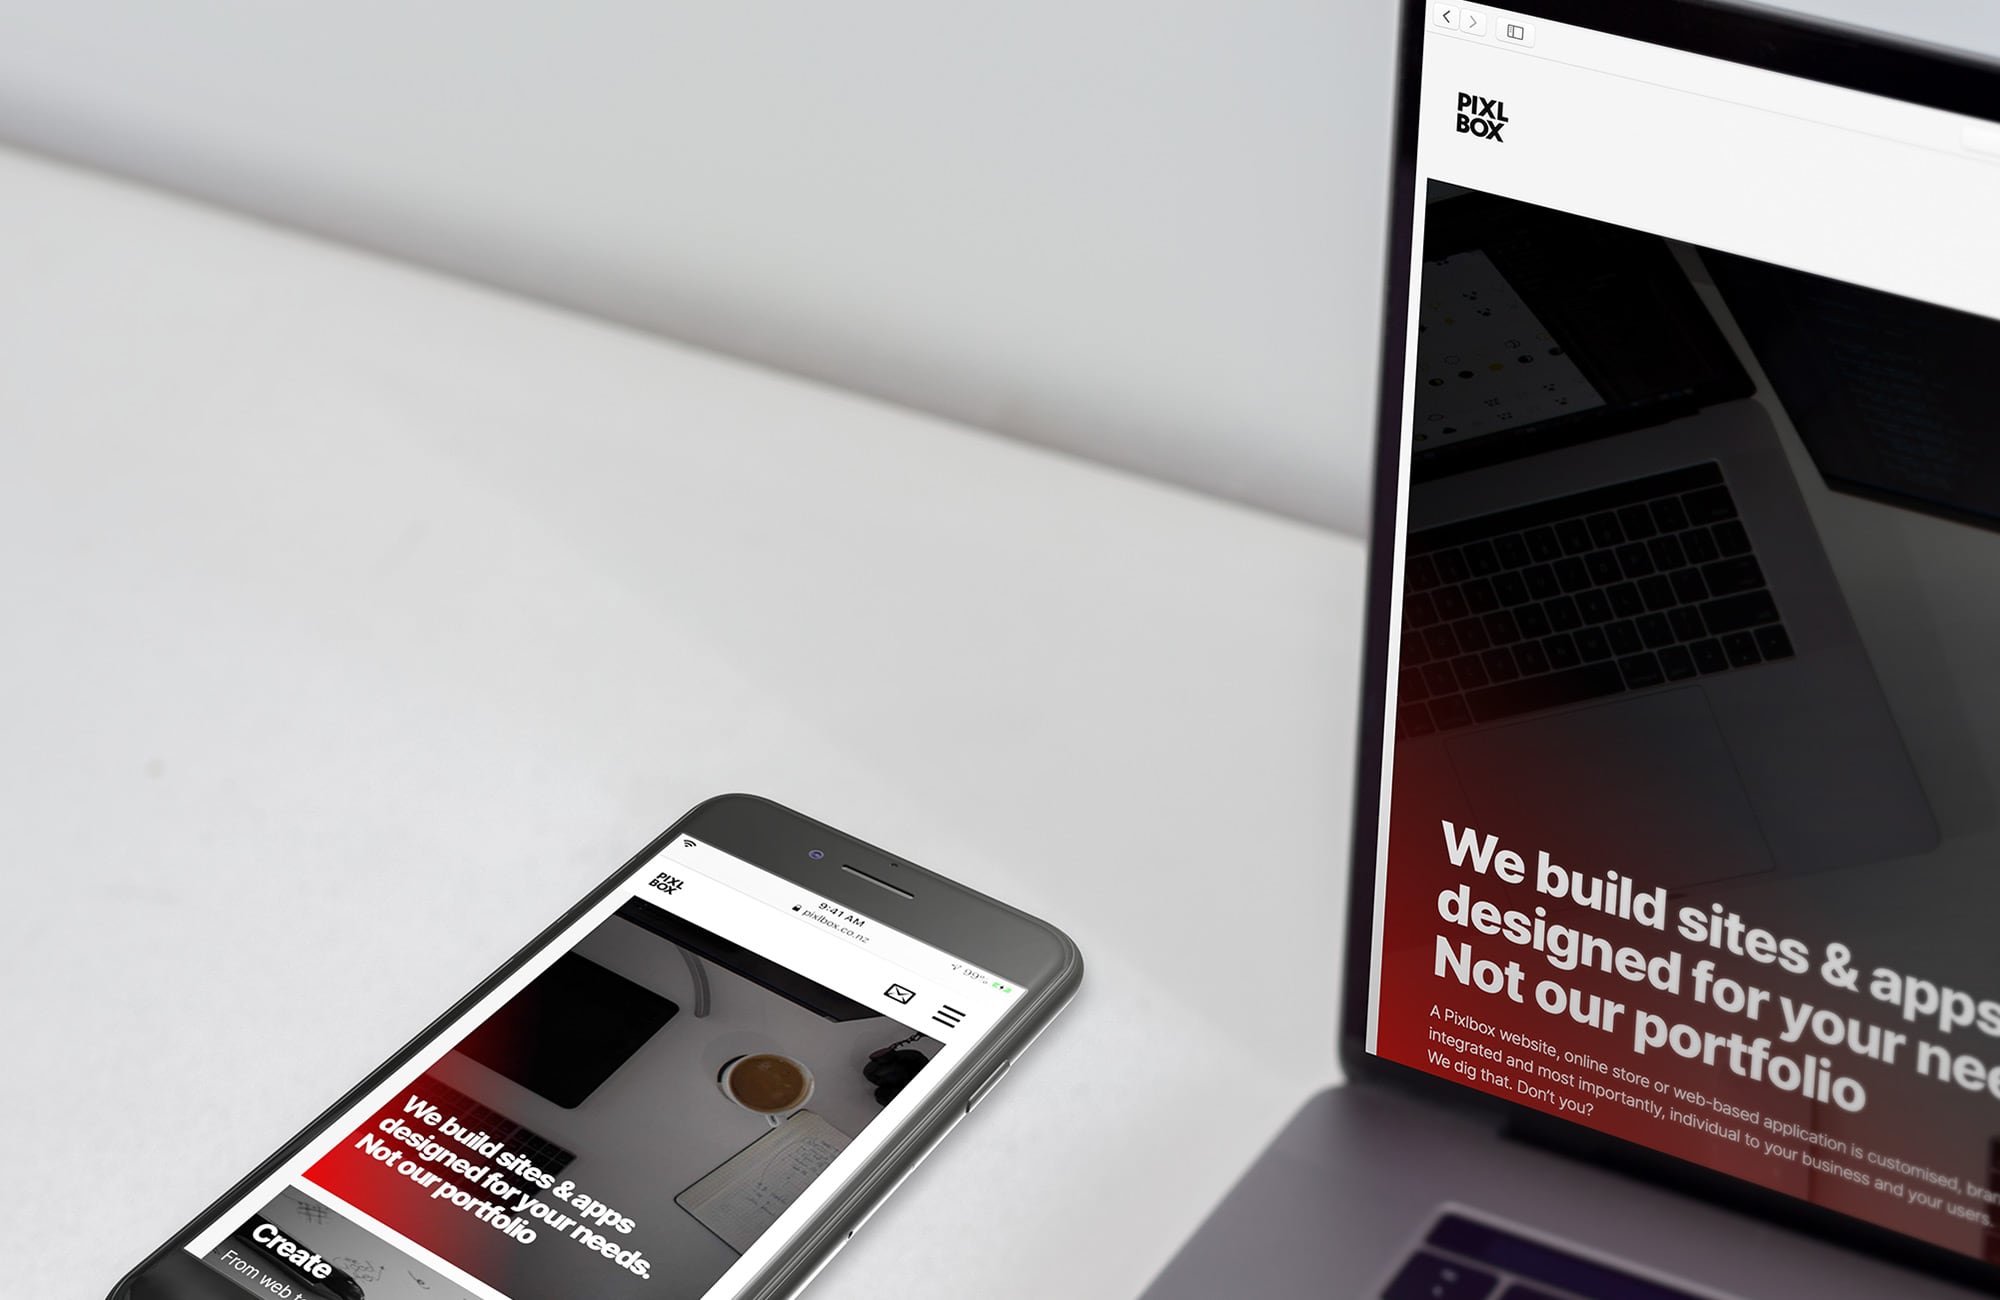 PIXL
BOX
9:41 AM
pixlbox.co.nz
99%
We build sites & apps
designed for your needs.
Not our portfolio
Create
From web
PIXL
BOX
We build sites & apps
designed for your
Not our portfolio
A Pixlbox website, online store or web-based application is customised,
integrated and most importantly, individual to your business and your users.
We dig that. Don't you?